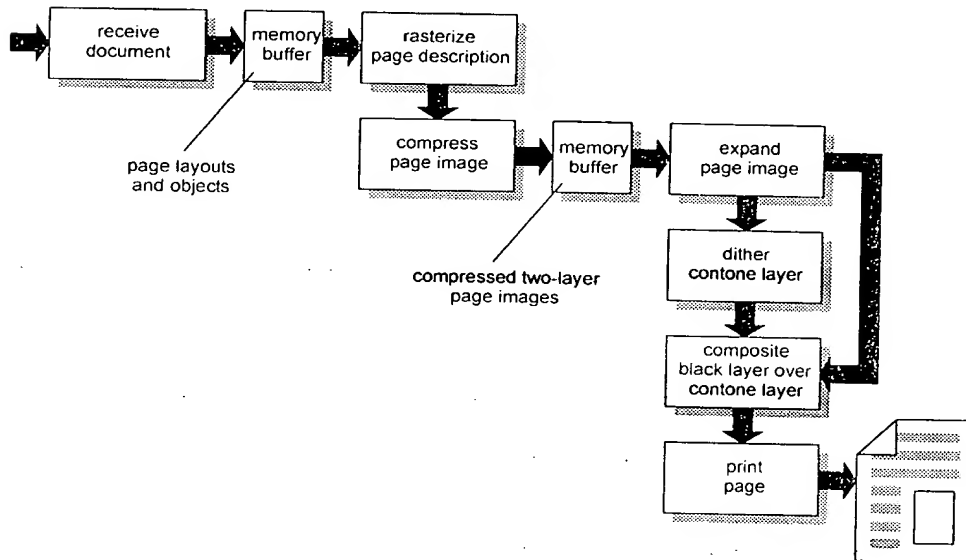 receive
document
memory
buffer
rasterize
page description
page layouts
and objects
compress
page image
memory
buffer
expand
page image
compressed two-layer
page images
dither
contone layer
composite
black layer over
contone layer
print
page